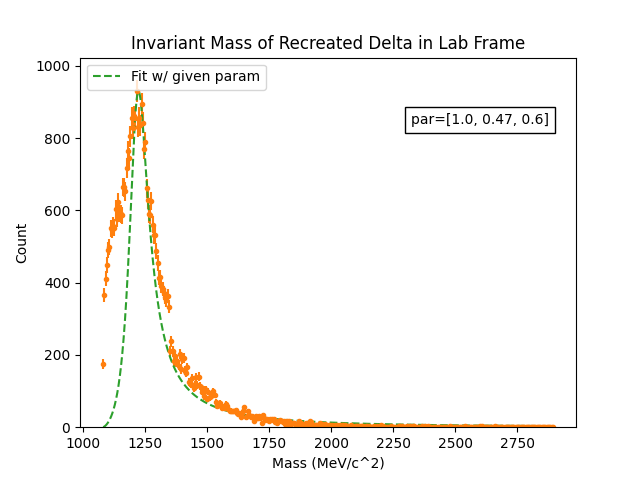 Invariant Mass of Recreated Delta in Lab Frame
Fit w/ given param
par=[1.0, 0.47, 0.6]
Count
1000
800
600
400
200
0
1000 1250 1500 1750 2000 2250 2500 2750
Mass (MeV/c^2)